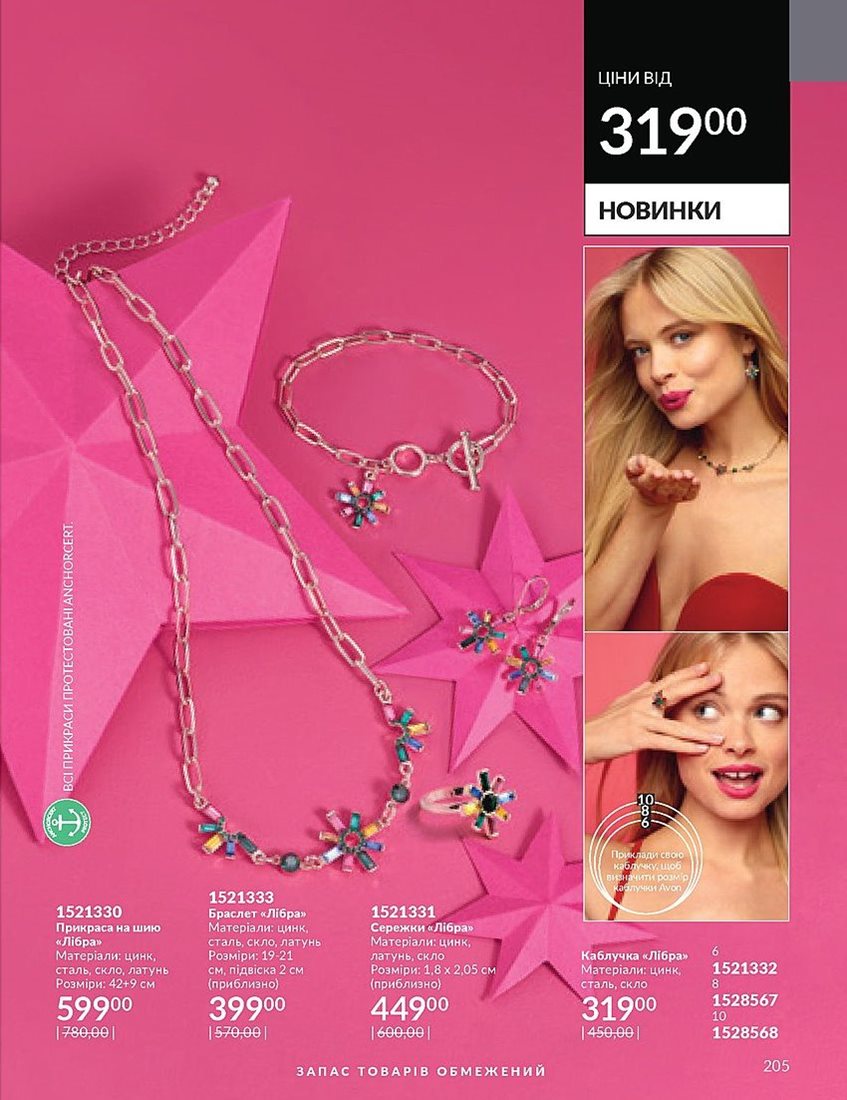 ЦІНИ ВІД
319⁰⁰
НОВИНКИ
ВСІ ПРИКРАСИ ПРОТЕСТОВАНІ ANCHORCERT.
10
8
6
Приклади свою
каблучку, щоб
визначити розмір
каблучки Avon
1521330
Прикраса на шию
«Лібра»
Матеріали: цинк,
сталь, скло, латунь
Розміри: 42+9 см
599⁰⁰
|780,00|
1521333
Браслет «Лібра»
Матеріали: цинк,
сталь, скло, латунь
Розміри: 19-21
см, підвіска 2 см
(приблизно)
399⁰⁰
|570,00|
1521331
Сережки «Лібра»
Матеріали: цинк,
латунь, скло
Розміри: 1,8 x 2,05 см
(приблизно)
449⁰⁰
|600,00|
Каблучка «Лібра»
Матеріали: цинк,
сталь, скло
319⁰⁰
|450,00|
6
1521332
8
1528567
10
1528568
ЗАПАС ТОВАРІВ ОБМЕЖЕНИЙ
205